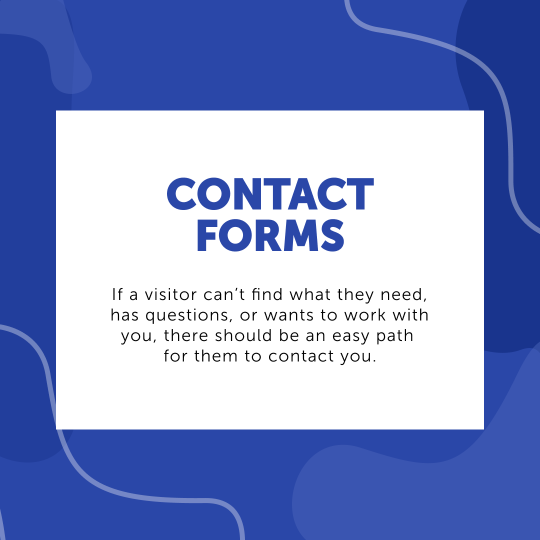 CONTACT
FORMS
If a visitor can’t find what they need,
has questions, or wants to work with
you, there should be an easy path
for them to contact you.